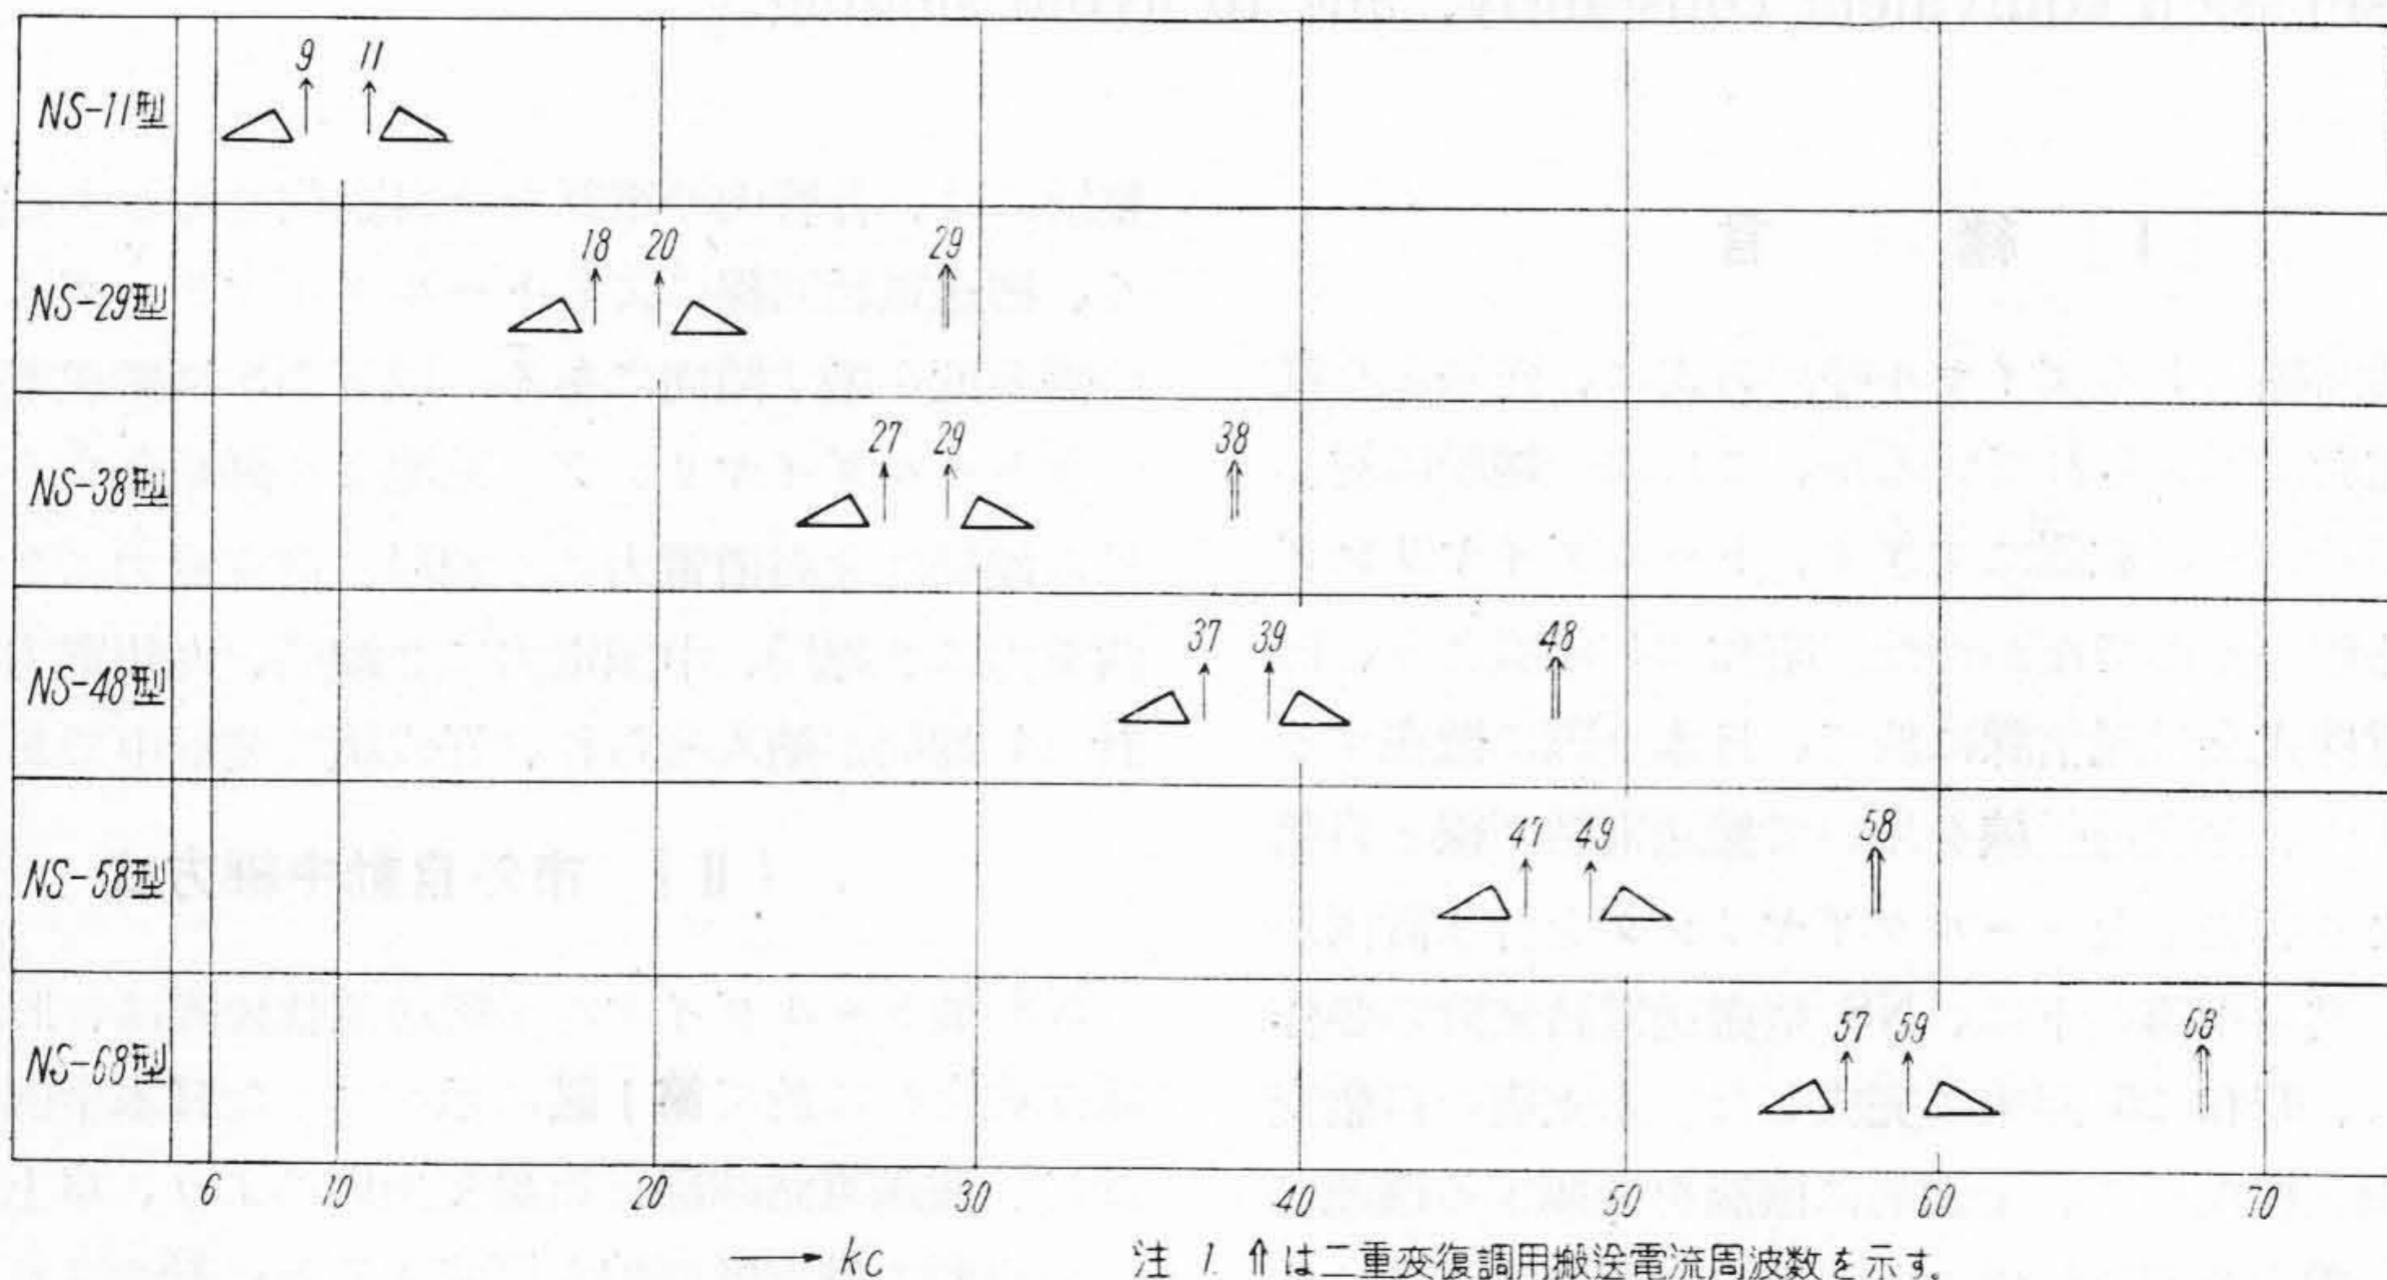 9 11
NS-11型
18 20 29
NS-29型
27 29 38
NS-38型
37 39 48
NS-48型
47 49 58
NS-58型
57 59 68
NS-68型
6 10 20 30 40 50 60 70
→ kc
注 1. ⇑は二重変復調用搬送電流周波数を示す。